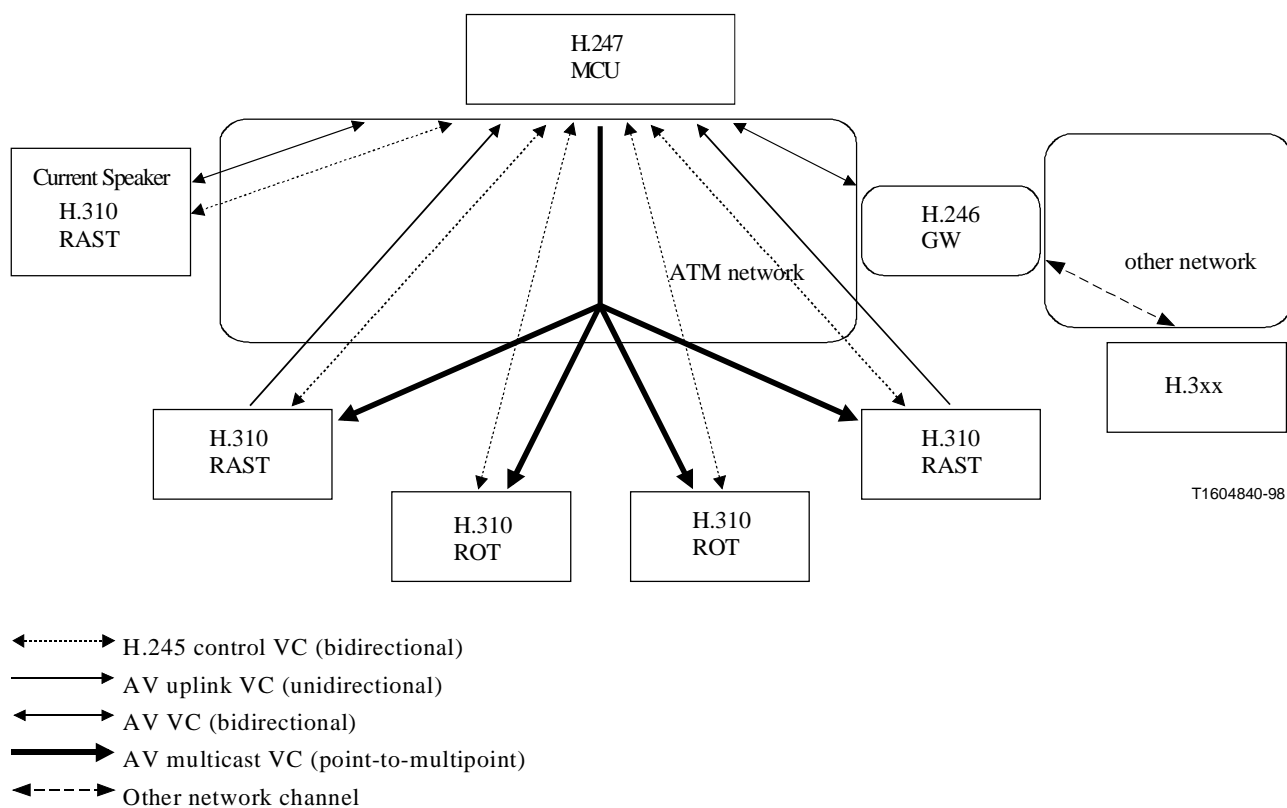 H.247
MCU
Current Speaker
H.310
RAST
H.246
GW
ATM network
other network
H.3xx
H.310
RAST
H.310
RAST
H.310
ROT
H.310
ROT
T1604840-98
H.245 control VC (bidirectional)
AV uplink VC (unidirectional)
AV VC (bidirectional)
AV multicast VC (point-to-multipoint)
Other network channel